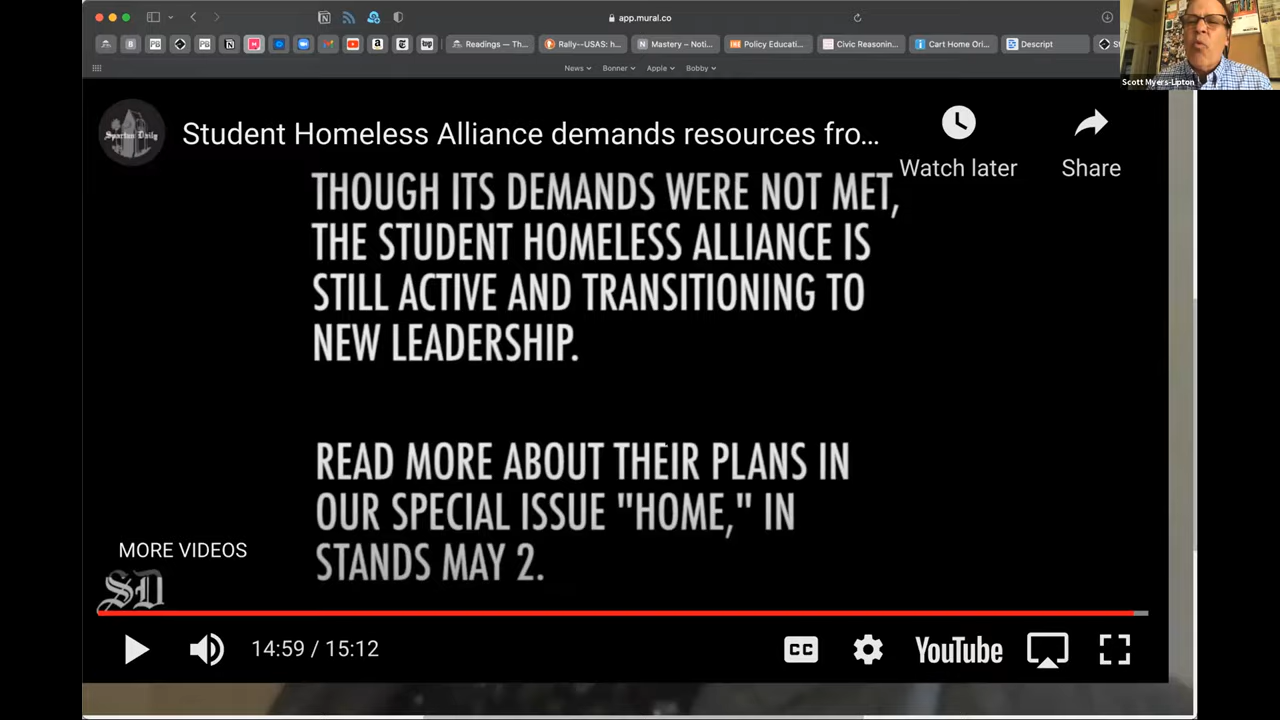 app.mural.co
Readings — Th...
Rally--USAS: h...
Mastery – Noti...
Policy Educati...
Civic Reasonin...
Cart Home Ori...
Descript
News
Bonner
Apple
Bobby
Scott Myers-Lipton
Spartan Daily
Student Homeless Alliance demands resources fro...
Watch later
Share
THOUGH ITS DEMANDS WERE NOT MET,
THE STUDENT HOMELESS ALLIANCE IS
STILL ACTIVE AND TRANSITIONING TO
NEW LEADERSHIP.
READ MORE ABOUT THEIR PLANS IN
OUR SPECIAL ISSUE "HOME," IN
STANDS MAY 2.
MORE VIDEOS
SD
14:59 / 15:12
CC
YouTube